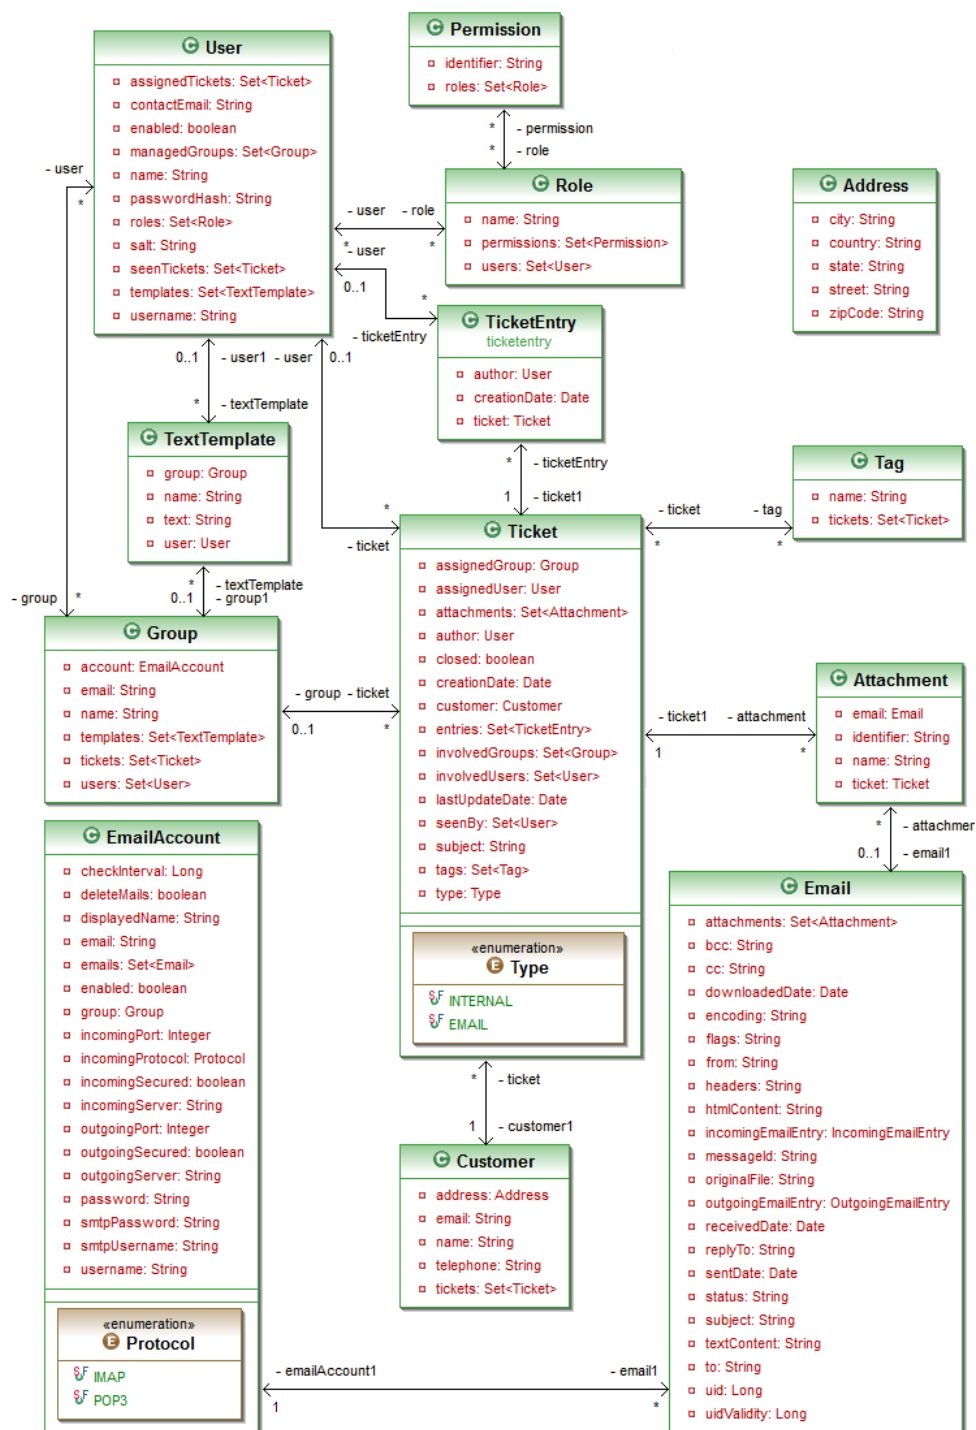 User
assignedTickets: Set<Ticket>
contactEmail: String
enabled: boolean
managedGroups: Set<Group>
name: String
passwordHash: String
roles: Set<Role>
salt: String
seenTickets: Set<Ticket>
templates: Set<TextTemplate>
username: String
Permission
identifier: String
roles: Set<Role>
* - permission
* - role
Role
name: String
permissions: Set<Permission>
users: Set<User>
Address
city: String
country: String
state: String
street: String
zipCode: String
- user
*
- user - role
* *
- user
0..1 *
- ticketEntry
TicketEntry
ticketentry
author: User
creationDate: Date
ticket: Ticket
0..1 - user1 - user 0..1
* - textTemplate
TextTemplate
group: Group
name: String
text: String
user: User
* - ticketEntry
1 - ticket1
Tag
name: String
tickets: Set<Ticket>
*
- ticket
- ticket - tag
* *
* - textTemplate
0..1 - group1
- group *
Ticket
assignedGroup: Group
assignedUser: User
attachments: Set<Attachment>
author: User
closed: boolean
creationDate: Date
customer: Customer
entries: Set<TicketEntry>
involvedGroups: Set<Group>
involvedUsers: Set<User>
lastUpdateDate: Date
seenBy: Set<User>
subject: String
tags: Set<Tag>
type: Type
«enumeration»
Type
INTERNAL
EMAIL
Group
account: EmailAccount
email: String
name: String
templates: Set<TextTemplate>
tickets: Set<Ticket>
users: Set<User>
- group - ticket
0..1 *
- ticket1 - attachment
1 *
Attachment
email: Email
identifier: String
name: String
ticket: Ticket
* - attachmer
0..1 - email1
EmailAccount
checkInterval: Long
deleteMails: boolean
displayedName: String
email: String
emails: Set<Email>
enabled: boolean
group: Group
incomingPort: Integer
incomingProtocol: Protocol
incomingSecured: boolean
incomingServer: String
outgoingPort: Integer
outgoingSecured: boolean
outgoingServer: String
password: String
smtpPassword: String
smtpUsername: String
username: String
«enumeration»
Protocol
IMAP
POP3
* - ticket
1 - customer1
Customer
address: Address
email: String
name: String
telephone: String
tickets: Set<Ticket>
Email
attachments: Set<Attachment>
bcc: String
cc: String
downloadedDate: Date
encoding: String
flags: String
from: String
headers: String
htmlContent: String
incomingEmailEntry: IncomingEmailEntry
messageId: String
originalFile: String
outgoingEmailEntry: OutgoingEmailEntry
receivedDate: Date
replyTo: String
sentDate: Date
status: String
subject: String
textContent: String
to: String
uid: Long
uidValidity: Long
- emailAccount1 - email1
1 *